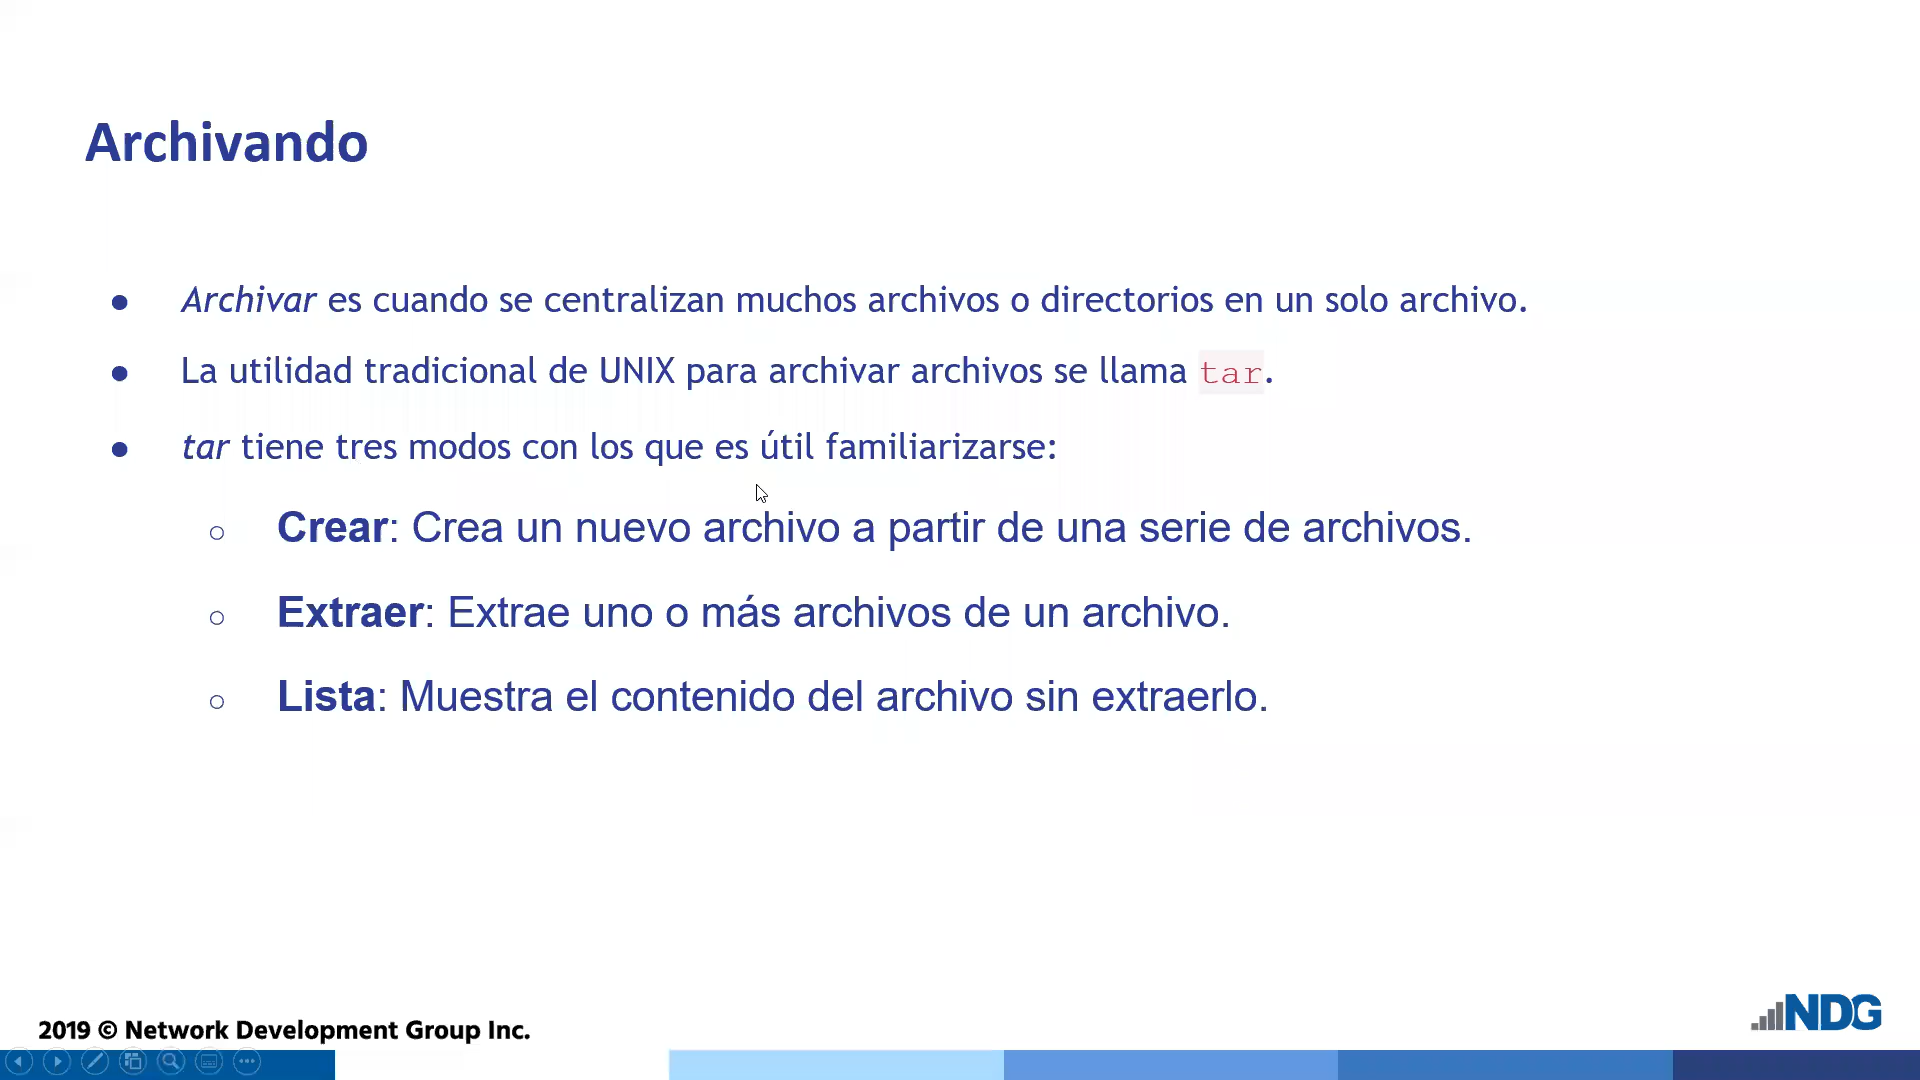 Archivando
● Archivar es cuando se centralizan muchos archivos o directorios en un solo archivo.
● La utilidad tradicional de UNIX para archivar archivos se llama tar.
● tar tiene tres modos con los que es útil familiarizarse:
○ Crear: Crea un nuevo archivo a partir de una serie de archivos.
○ Extraer: Extrae uno o más archivos de un archivo.
○ Lista: Muestra el contenido del archivo sin extraerlo.
2019 © Network Development Group Inc.
NDG